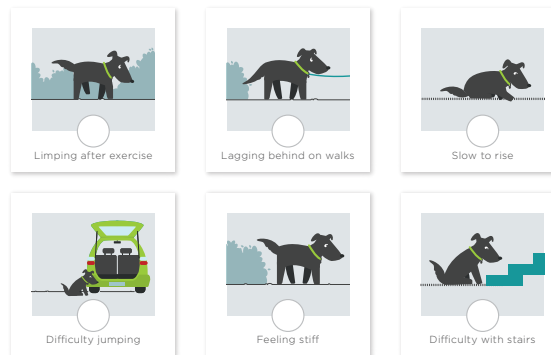 Limping after exercise
Lagging behind on walks
Slow to rise
Difficulty jumping
Feeling stiff
Difficulty with stairs